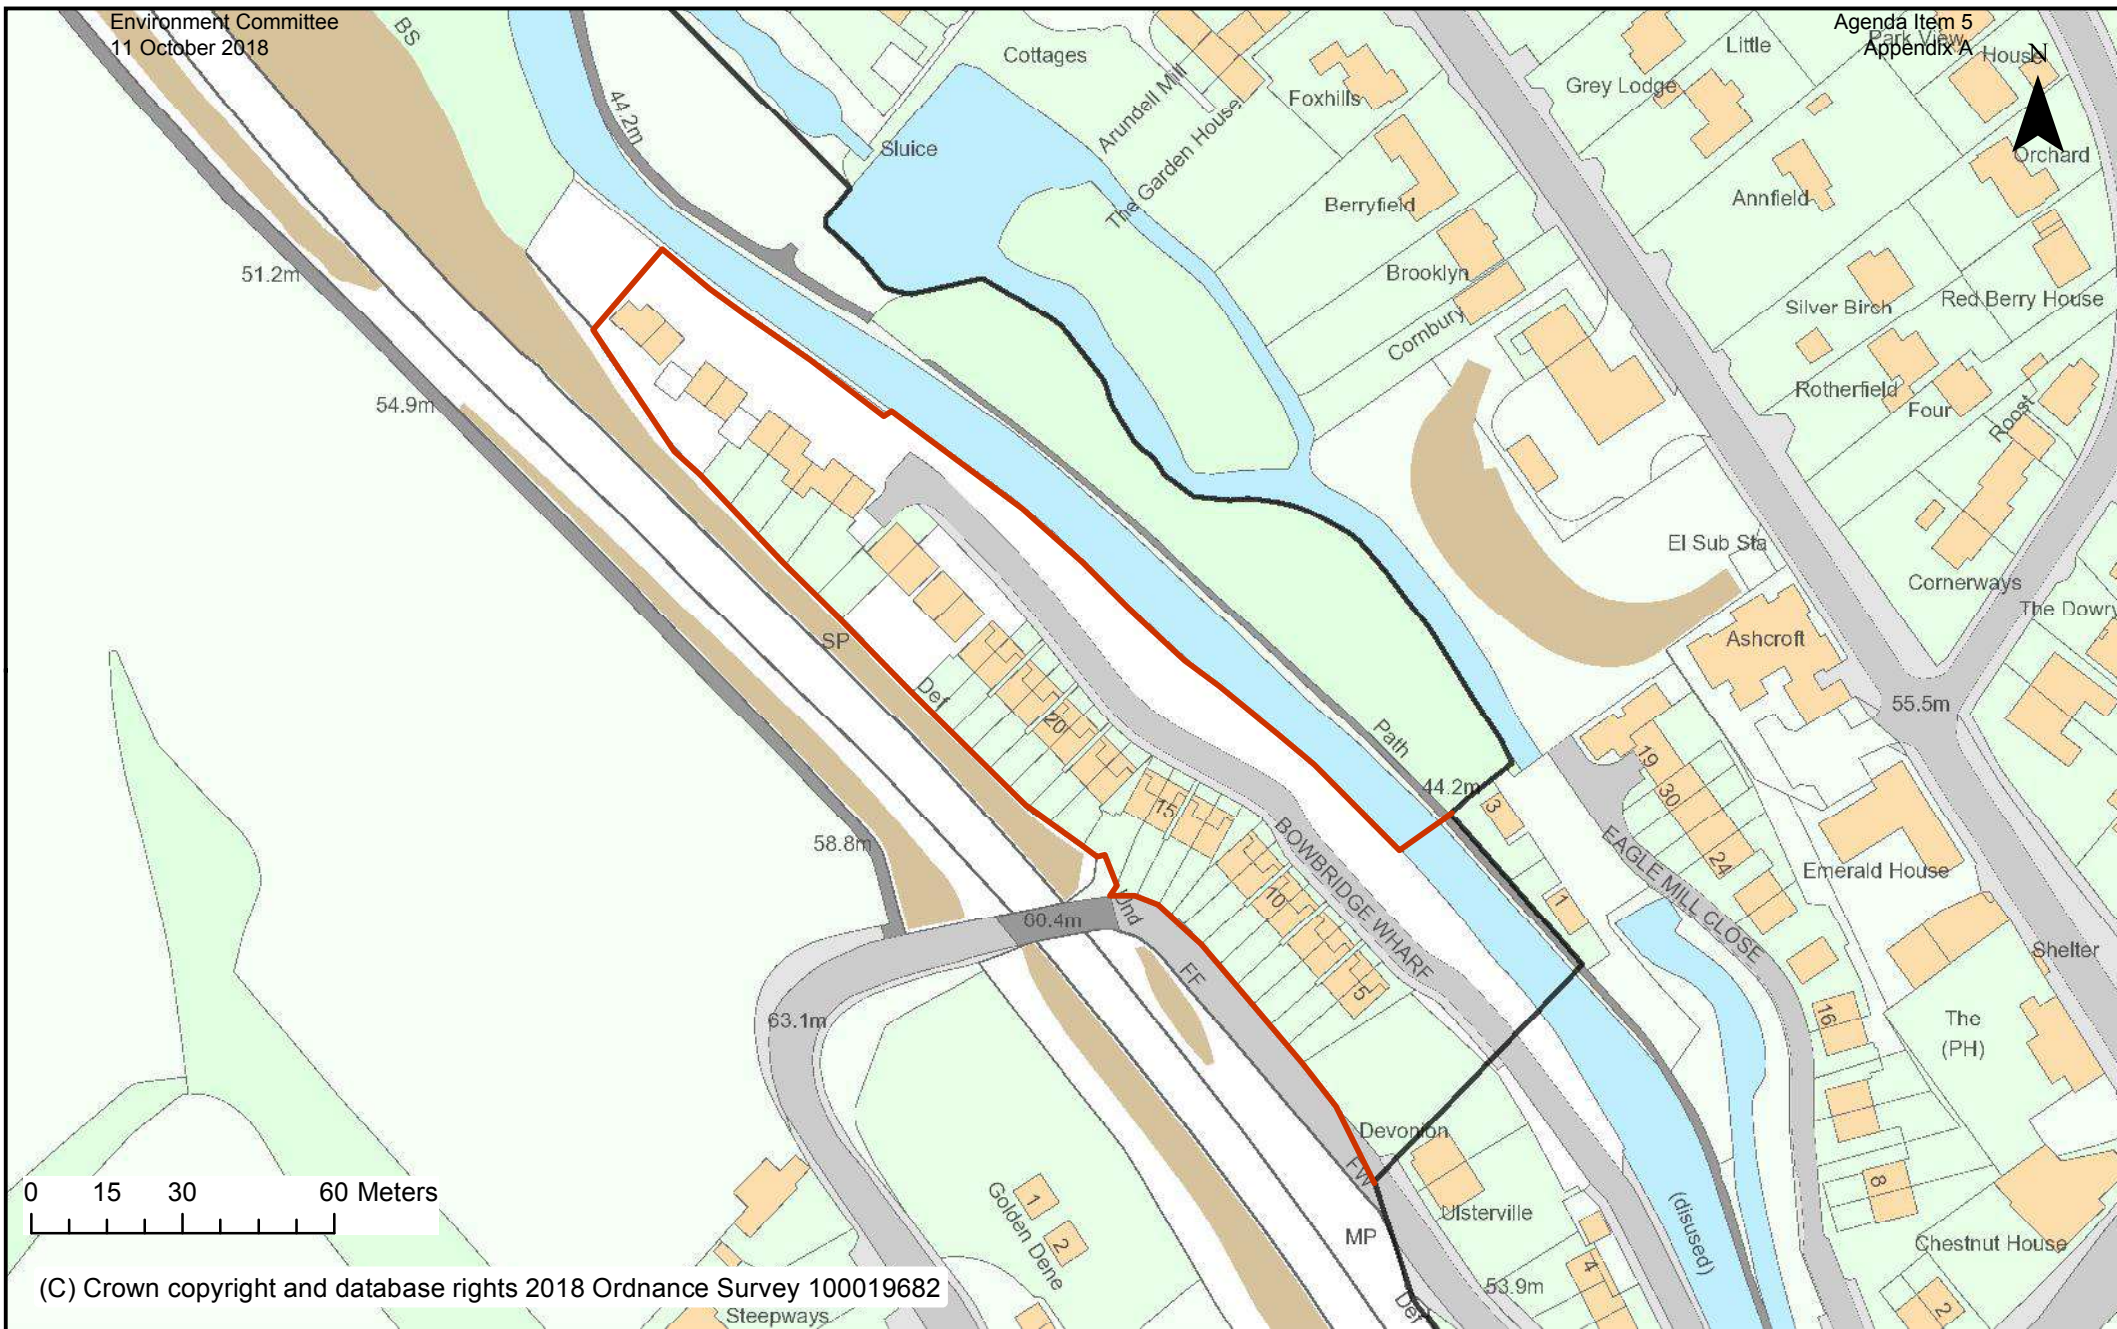 Environment Committee
11 October 2018
Agenda Item 5
Appendix A
N
BS
Cottages
Little
Park View
House
Grey Lodge
Foxhills
Arundell Mill
The Garden House
44.2m
Sluice
Orchard
Annfield
Berryfield
51.2m
Brooklyn
Silver Birch
Red Berry House
Cornbury
Rotherfield
Four
Roost
54.9m
El Sub Sta
Cornerways
The Dowry
SP
Ashcroft
Def
20
Path
55.5m
44.2m
19
30
24
3
15
BOWBRIDGE WHARF
EAGLE MILL CLOSE
58.8m
Emerald House
10
1
Und
60.4m
FF
5
Shelter
63.1m
16
The
(PH)
Devonion
FW
8
Golden Dene
1
2
Ulsterville
(disused)
MP
Chestnut House
4
53.9m
Def
2
Steepways
0 15 30 60 Meters
(C) Crown copyright and database rights 2018 Ordnance Survey 100019682